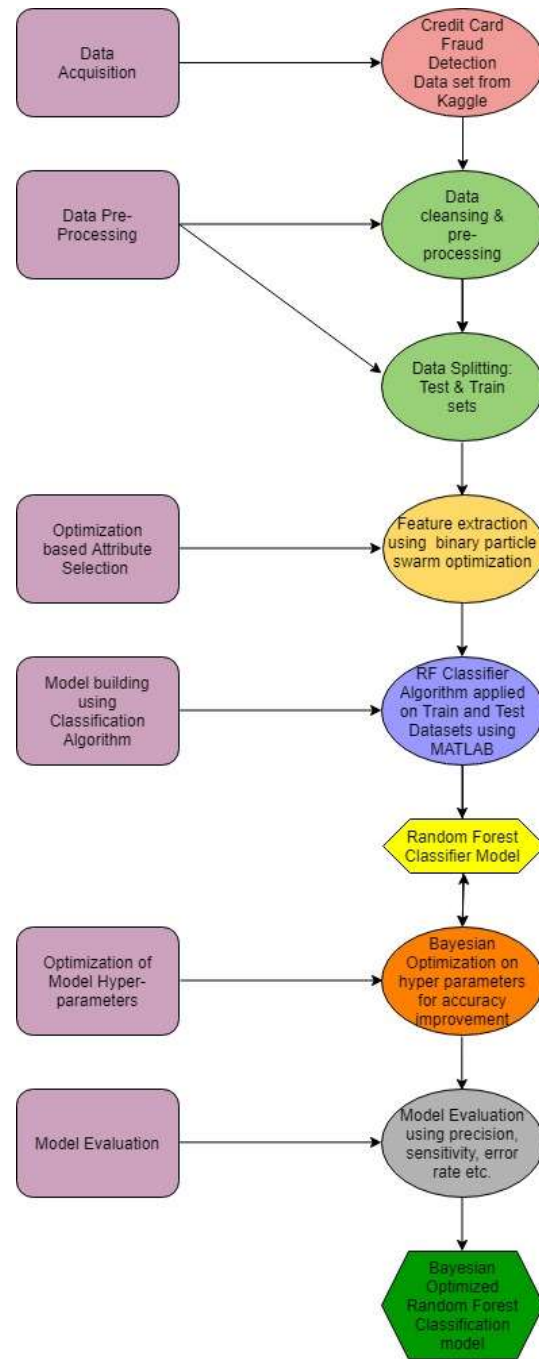 Data
Acquisition
Credit Card
Fraud
Detection
Data set from
Kaggle
Data Pre-
Processing
Data
cleansing &
pre-
processing
Data Splitting:
Test & Train
sets
Optimization
based Attribute
Selection
Feature extraction
using binary particle
swarm optimization
Model building
using
Classification
Algorithm
RF Classifier
Algorithm applied
on Train and Test
Datasets using
MATLAB
Random Forest
Classifier Model
Optimization of
Model Hyper-
parameters
Bayesian
Optimization on
hyper parameters
for accuracy
improvement
Model Evaluation
Model Evaluation
using precision,
sensitivity, error
rate etc.
Bayesian
Optimized
Random Forest
Classification
model